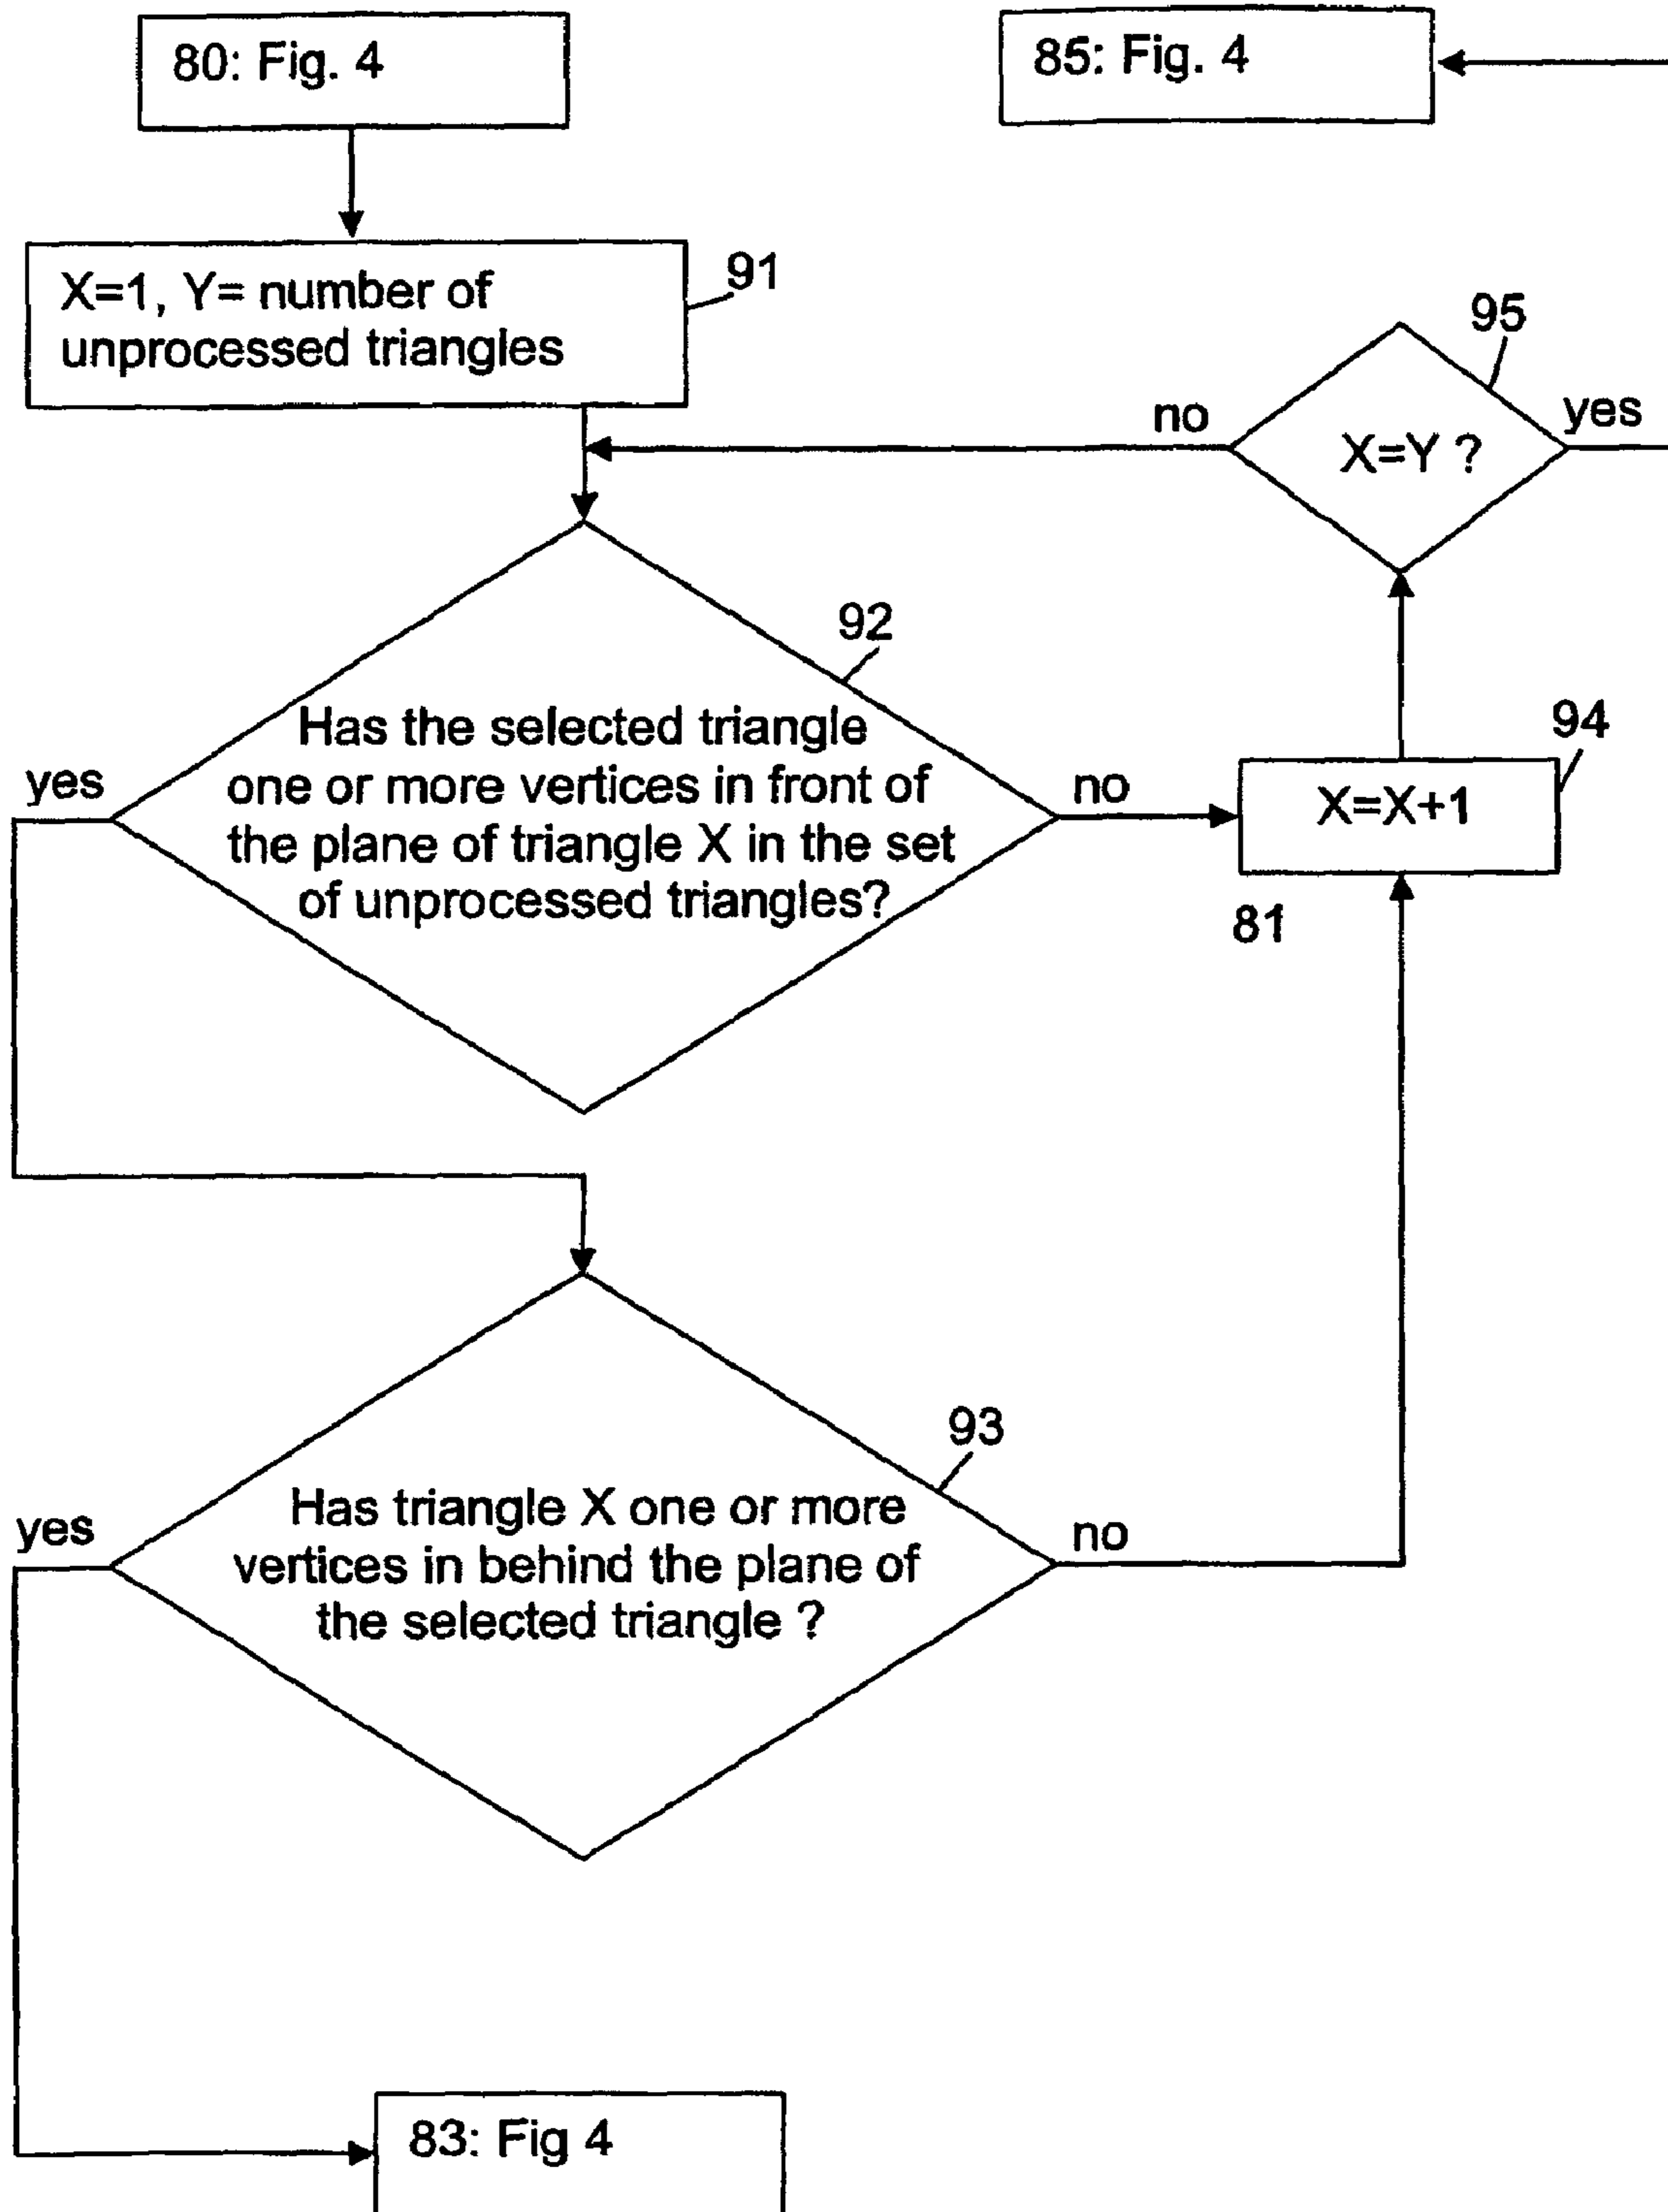 80: Fig. 4
85: Fig. 4
X=1, Y= number of
unprocessed triangles
91
95
no
X=Y ?
yes
92
Has the selected triangle
one or more vertices in front of
the plane of triangle X in the set
of unprocessed triangles?
yes
no
94
X=X+1
81
93
Has triangle X one or more
vertices in behind the plane of
the selected triangle ?
yes
no
83: Fig 4